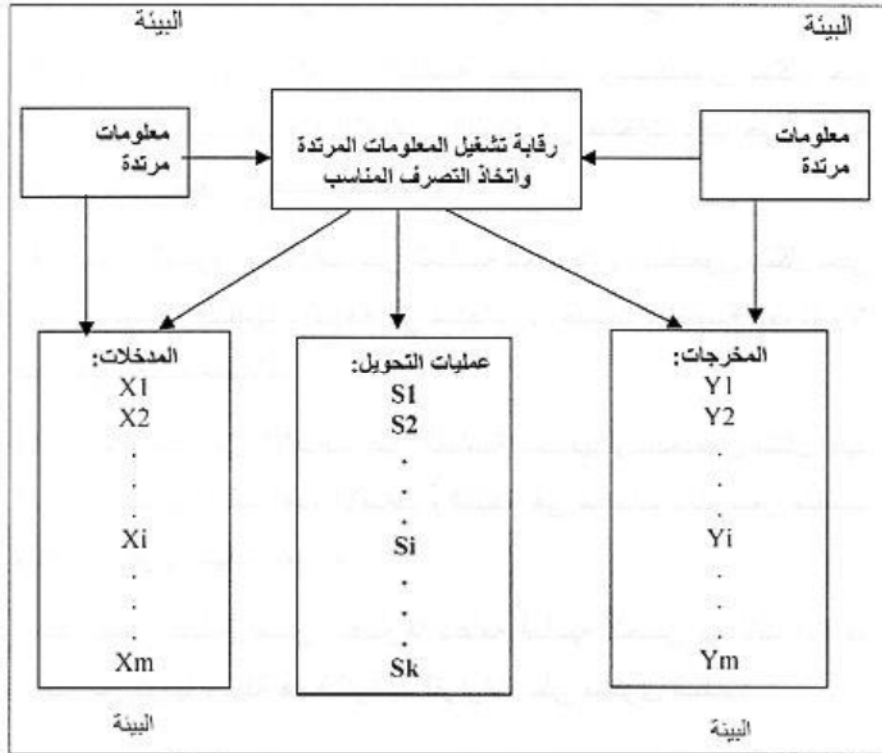 البيئة
البيئة
معلومات
مرتدة
رقابة تشغيل المعلومات المرتدة
واتخاذ التصرف المناسب
معلومات
مرتدة
المخرجات:
Y1
Y2
.
.
.
Yi
.
.
.
Ym
عمليات التحويل:
S1
S2
.
.
.
Si
.
.
.
Sk
المدخلات:
X1
X2
.
.
.
Xi
.
.
.
Xm
البيئة
البيئة